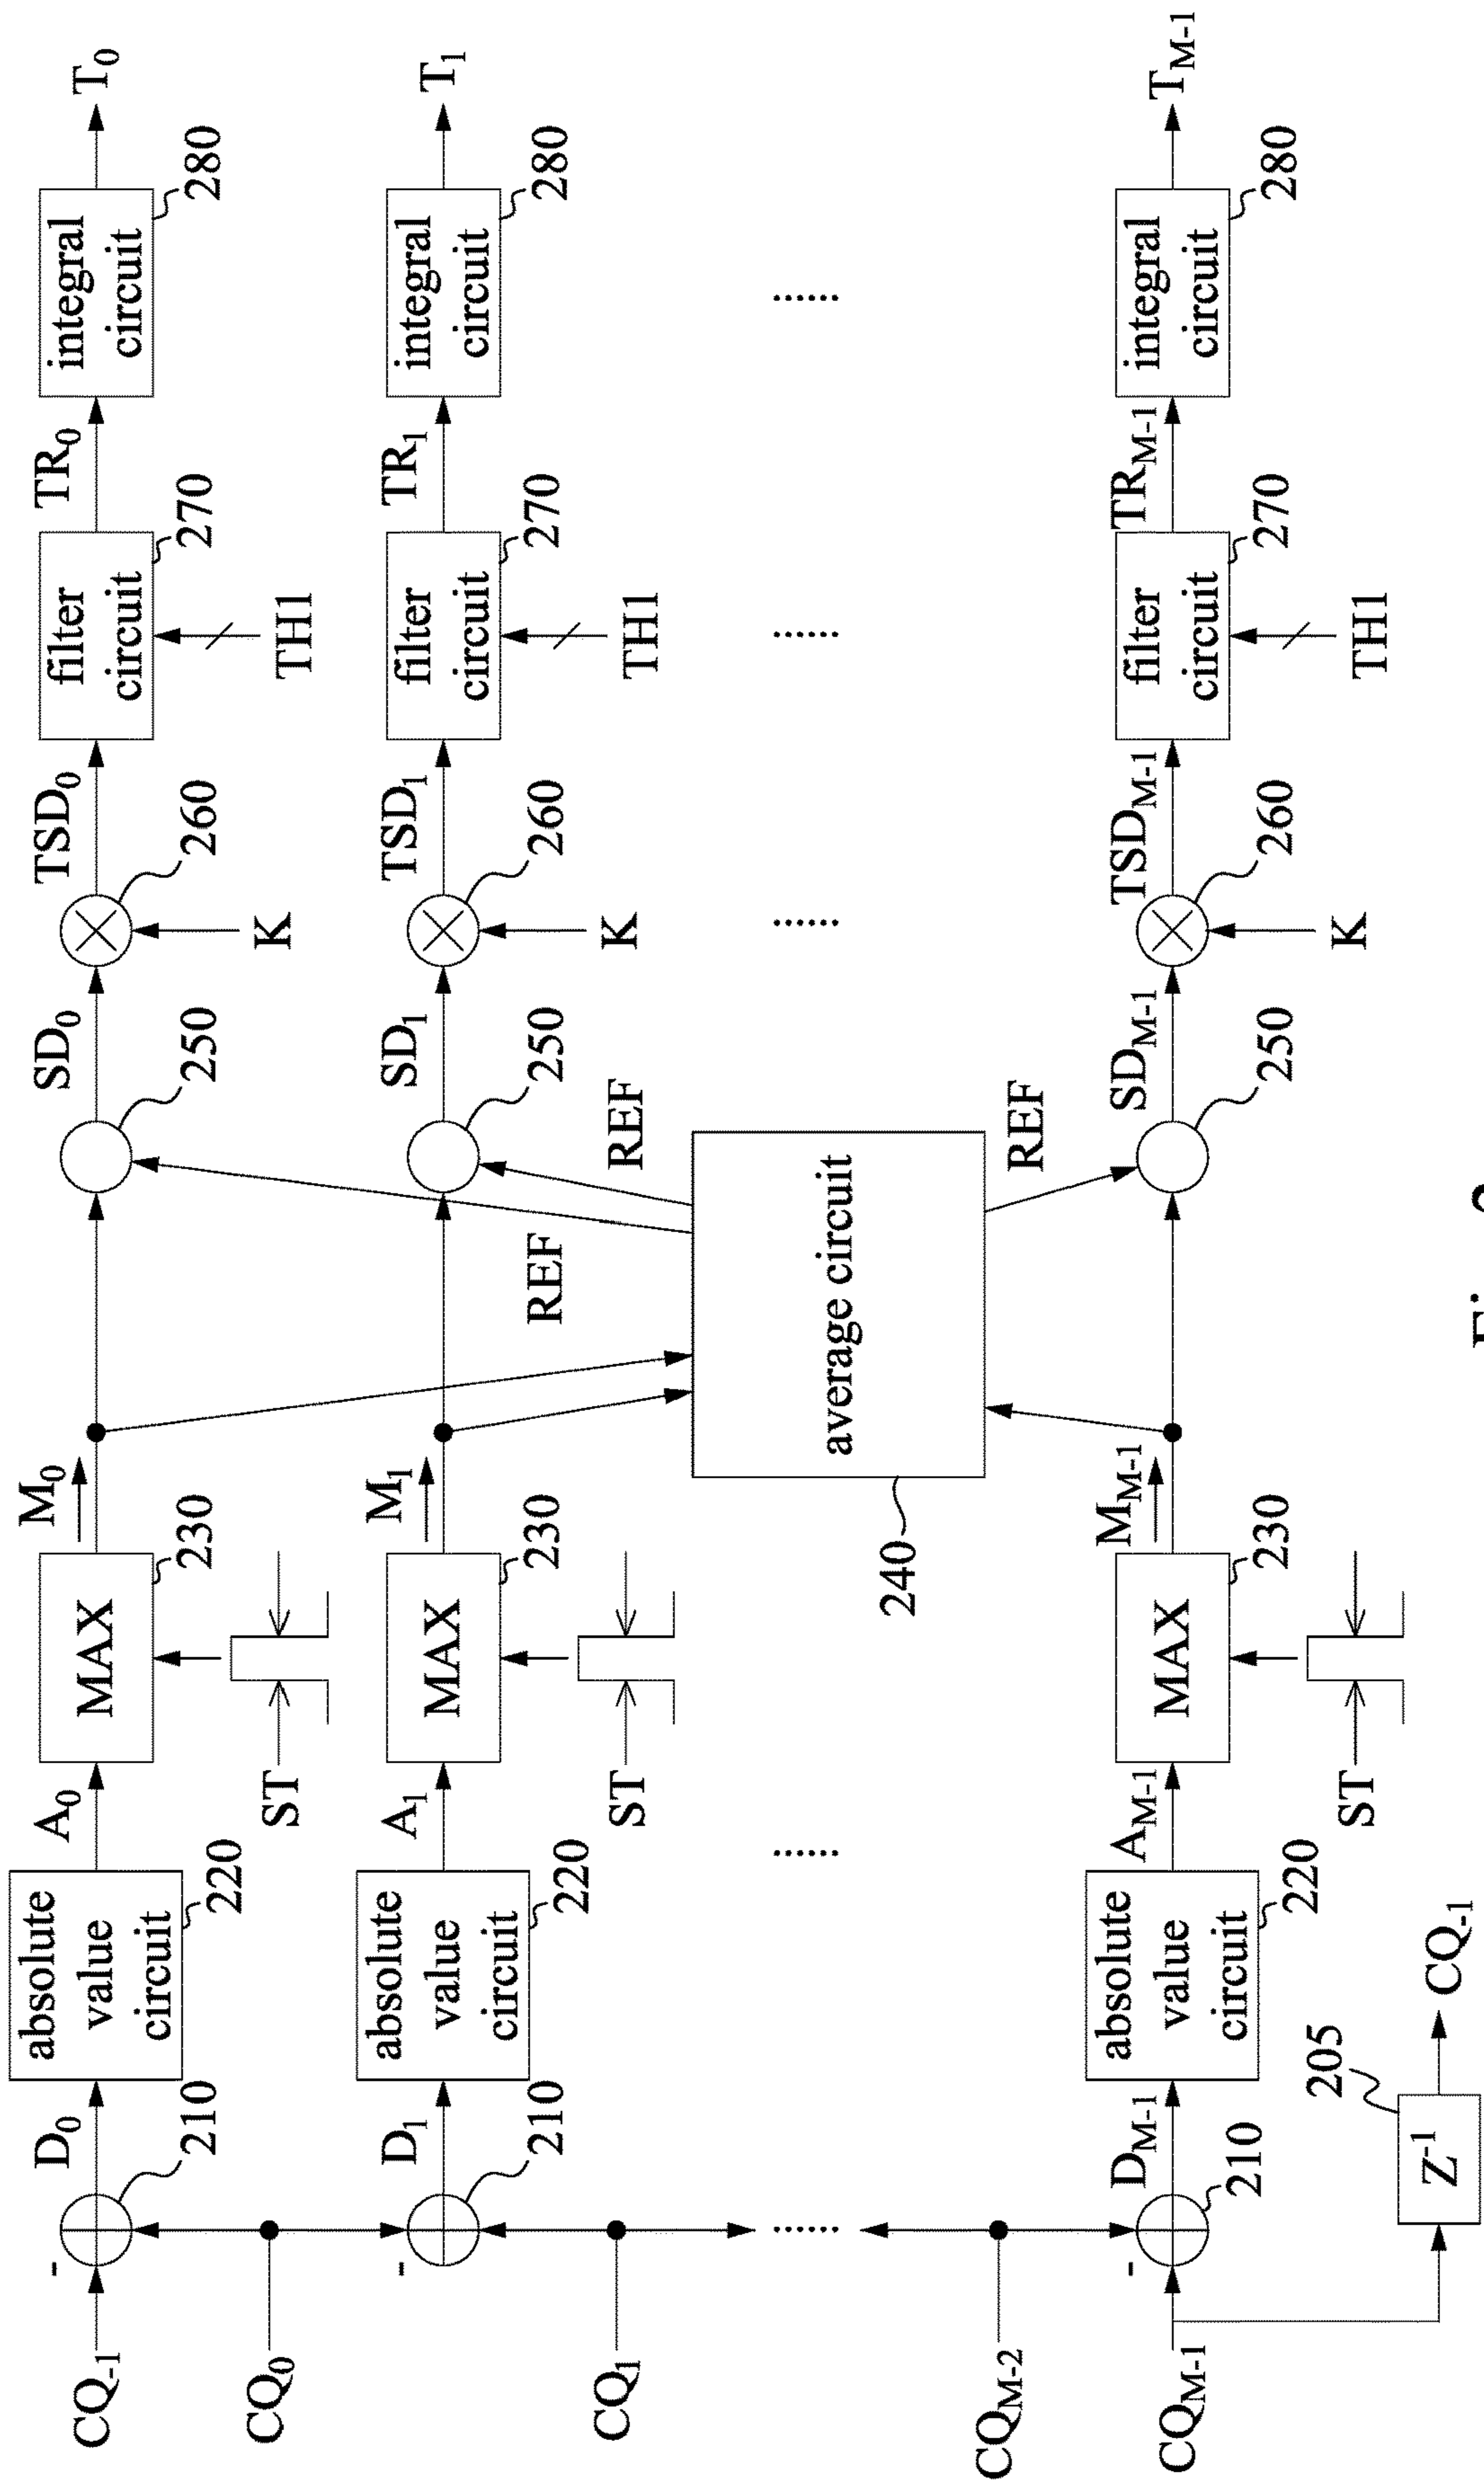 CQ-1
-
D0
210
absolute
value
circuit
220
A0
MAX
230
ST
M0
SD0
250
TSD0
260
K
filter
circuit
270
TH1
TR0
integral
circuit
280
T0
CQ0
-
D1
210
absolute
value
circuit
220
A1
MAX
230
ST
M1
REF
REF
SD1
250
TSD1
260
K
filter
circuit
270
TH1
TR1
integral
circuit
280
T1
CQ1
......
......
average circuit
240
......
......
......
REF
CQM-2
CQM-1
-
DM-1
210
absolute
value
circuit
220
AM-1
MAX
230
ST
MM-1
SDM-1
250
TSDM-1
260
K
filter
circuit
270
TH1
TRM-1
integral
circuit
280
TM-1
Z-1
205
CQ-1